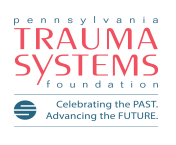 pennsylvania
TRAUMA
SYSTEMS
foundation
Celebrating the PAST.
Advancing the FUTURE.